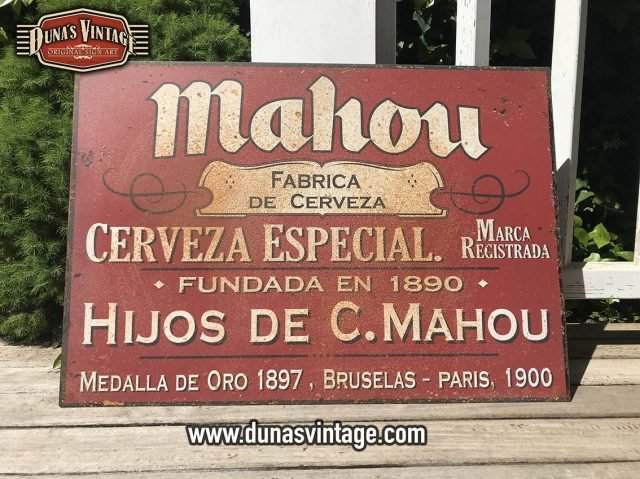 DUNA'S VINTAGE
ORIGINAL SIGN ART
Mahou
FABRICA
DE CERVEZA
CERVEZA ESPECIAL.
MARCA
REGISTRADA
• FUNDADA EN 1890 •
HIJOS DE C. MAHOU
MEDALLA DE ORO 1897 , BRUSELAS - PARIS, 1900
www.dunasvintage.com